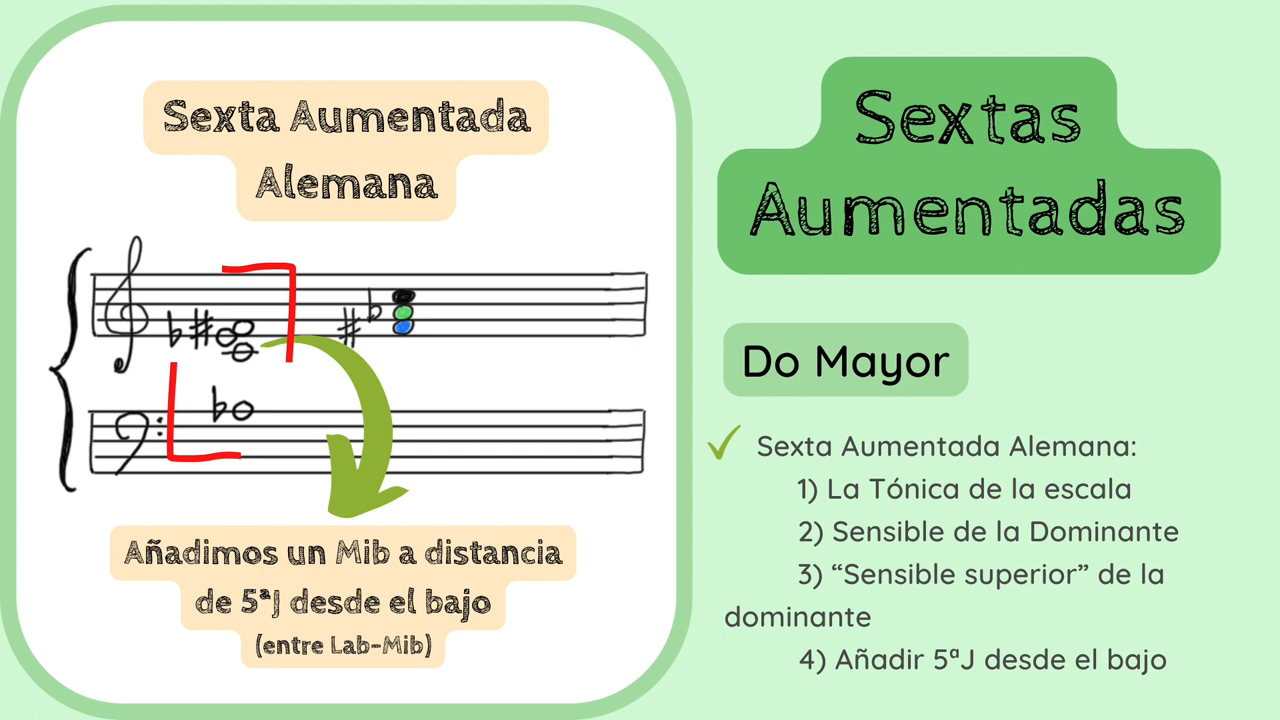 Sexta Aumentada
Alemana
Añadimos un Mib a distancia
de 5ªJ desde el bajo
(entre Lab-Mib)
Sextas
Aumentadas
Do Mayor
Sexta Aumentada Alemana:
1) La Tónica de la escala
2) Sensible de la Dominante
3) “Sensible superior” de la
dominante
4) Añadir 5ªJ desde el bajo